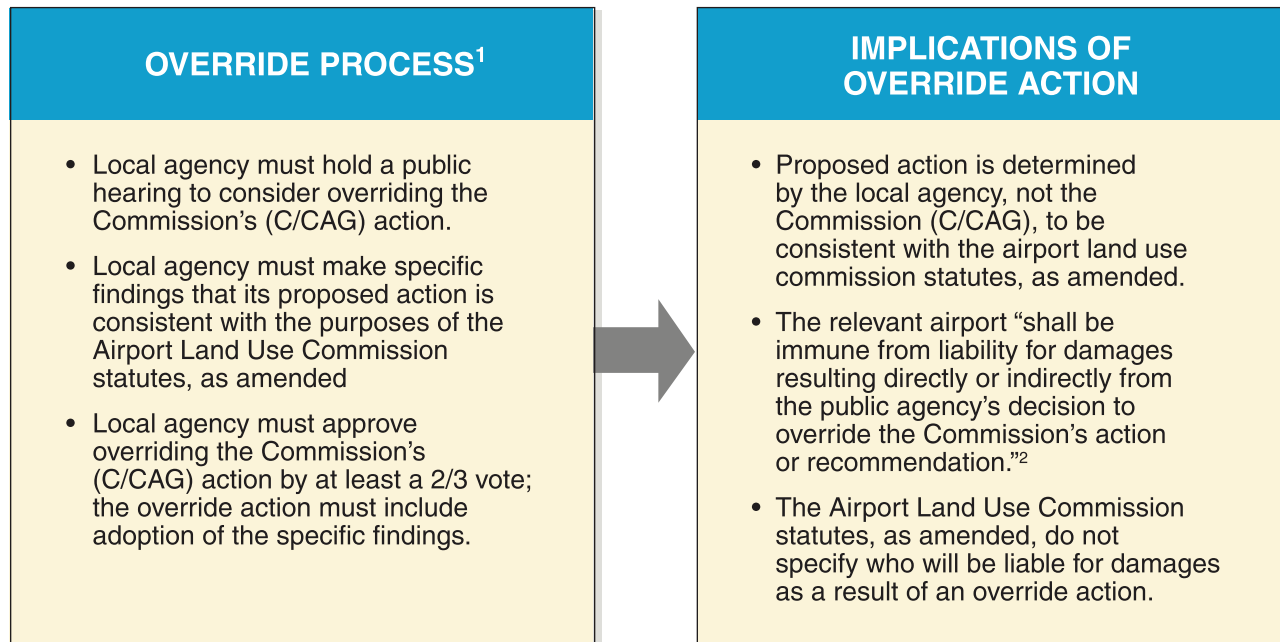 OVERRIDE PROCESS1
• Local agency must hold a public
hearing to consider overriding the
Commission’s (C/CAG) action.
• Local agency must make specific
findings that its proposed action is
consistent with the purposes of the
Airport Land Use Commission
statutes, as amended
• Local agency must approve
overriding the Commission’s
(C/CAG) action by at least a 2/3 vote;
the override action must include
adoption of the specific findings.
IMPLICATIONS OF
OVERRIDE ACTION
• Proposed action is determined
by the local agency, not the
Commission (C/CAG), to be
consistent with the airport land use
commission statutes, as amended.
• The relevant airport “shall be
immune from liability for damages
resulting directly or indirectly from
the public agency’s decision to
override the Commission’s action
or recommendation.”2
• The Airport Land Use Commission
statutes, as amended, do not
specify who will be liable for damages
as a result of an override action.